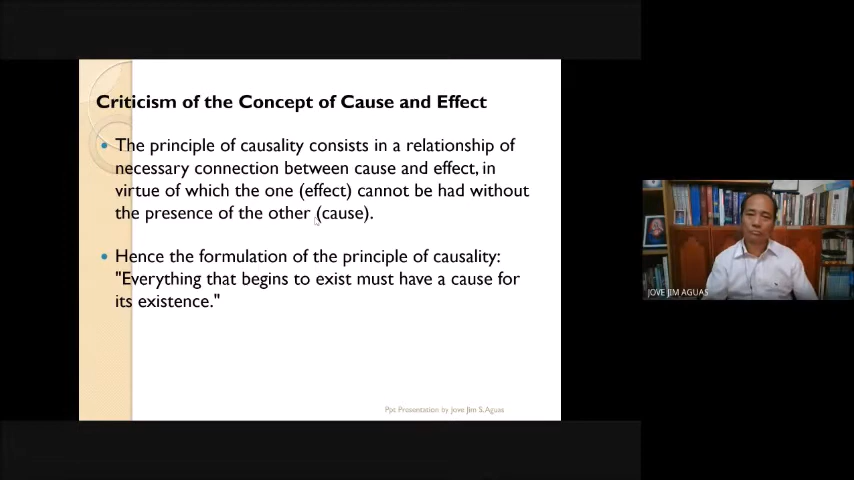 Criticism of the Concept of Cause and Effect
The principle of causality consists in a relationship of
necessary connection between cause and effect, in
virtue of which the one (effect) cannot be had without
the presence of the other (cause).
Hence the formulation of the principle of causality:
"Everything that begins to exist must have a cause for
its existence."
Ppt Presentation by Jove Jim S. Aguas
JOVE JIM AGUAS